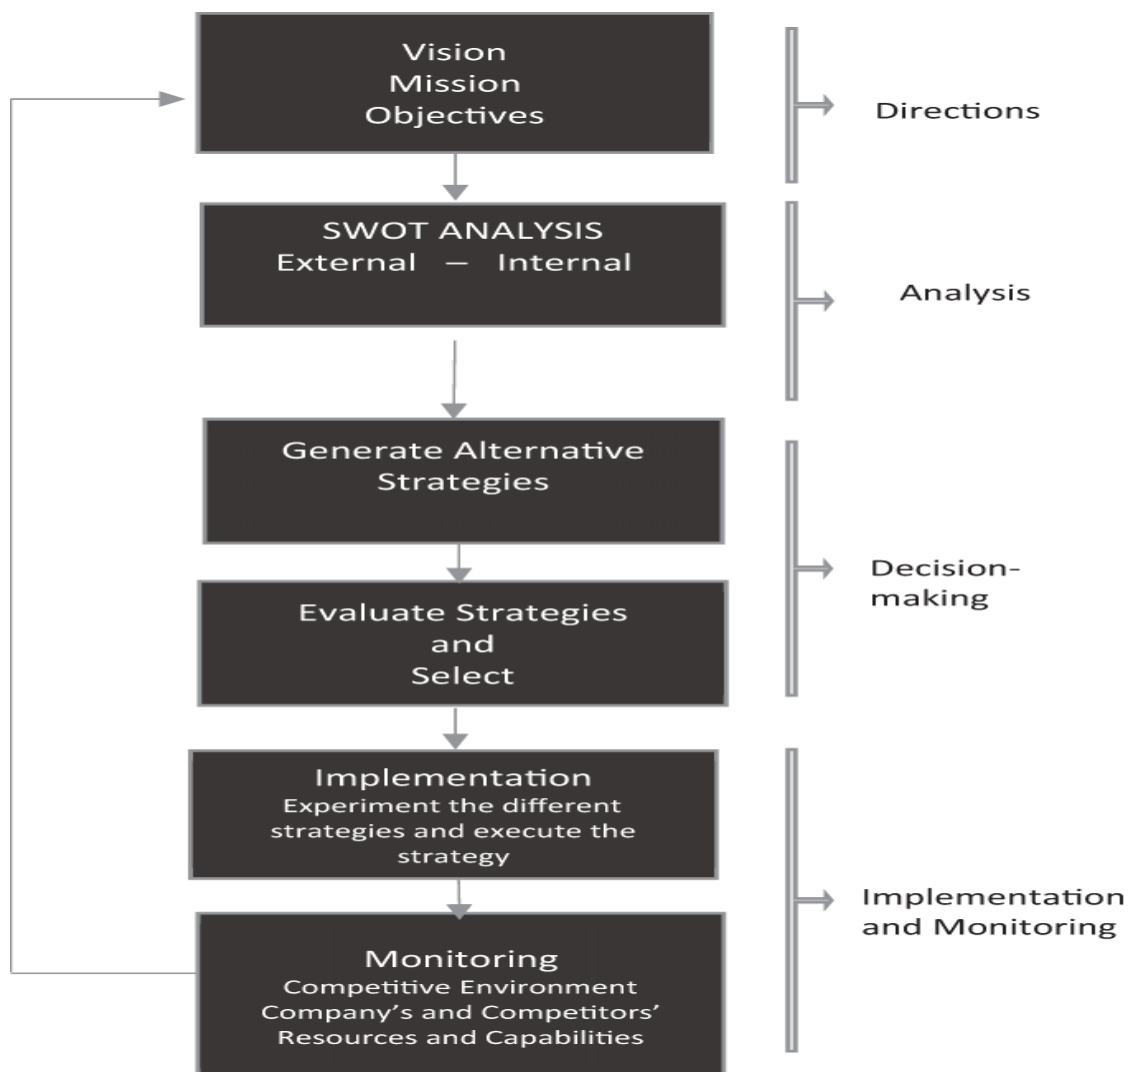 Vision
Mission
Objectives
Directions
SWOT ANALYSIS
External – Internal
Analysis
Generate Alternative
Strategies
Evaluate Strategies
and
Select
Decision-
making
Implementation
Experiment the different
strategies and execute the
strategy
Monitoring
Competitive Environment
Company's and Competitors'
Resources and Capabilities
Implementation
and Monitoring